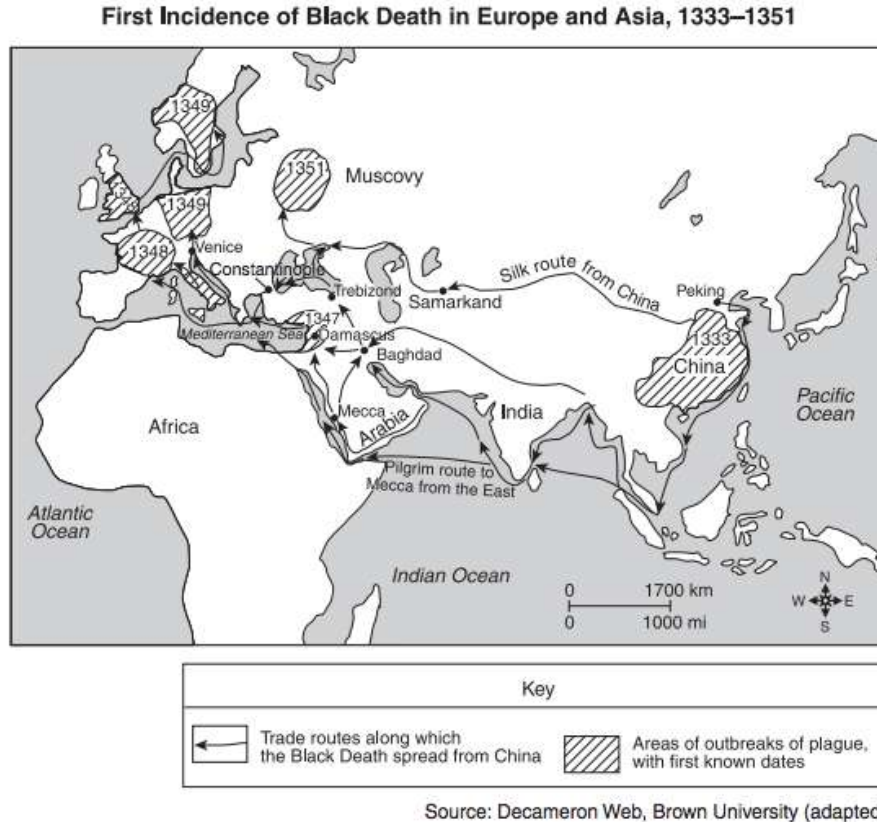 First Incidence of Black Death in Europe and Asia, 1333–1351
1349
1351
Muscovy
1349
1348
Venice
Constantinople
Trebizond
Samarkand
Silk route from China
Peking
1347
Mediterranean Sea
Damascus
Baghdad
1333
China
Mecca
Arabia
India
Africa
Pacific
Ocean
Pilgrim route to
Mecca from the East
Atlantic
Ocean
Indian Ocean
0 1700 km
0 1000 mi
N
W E
S
Key
Trade routes along which
the Black Death spread from China
Areas of outbreaks of plague,
with first known dates
Source: Decameron Web, Brown University (adapted